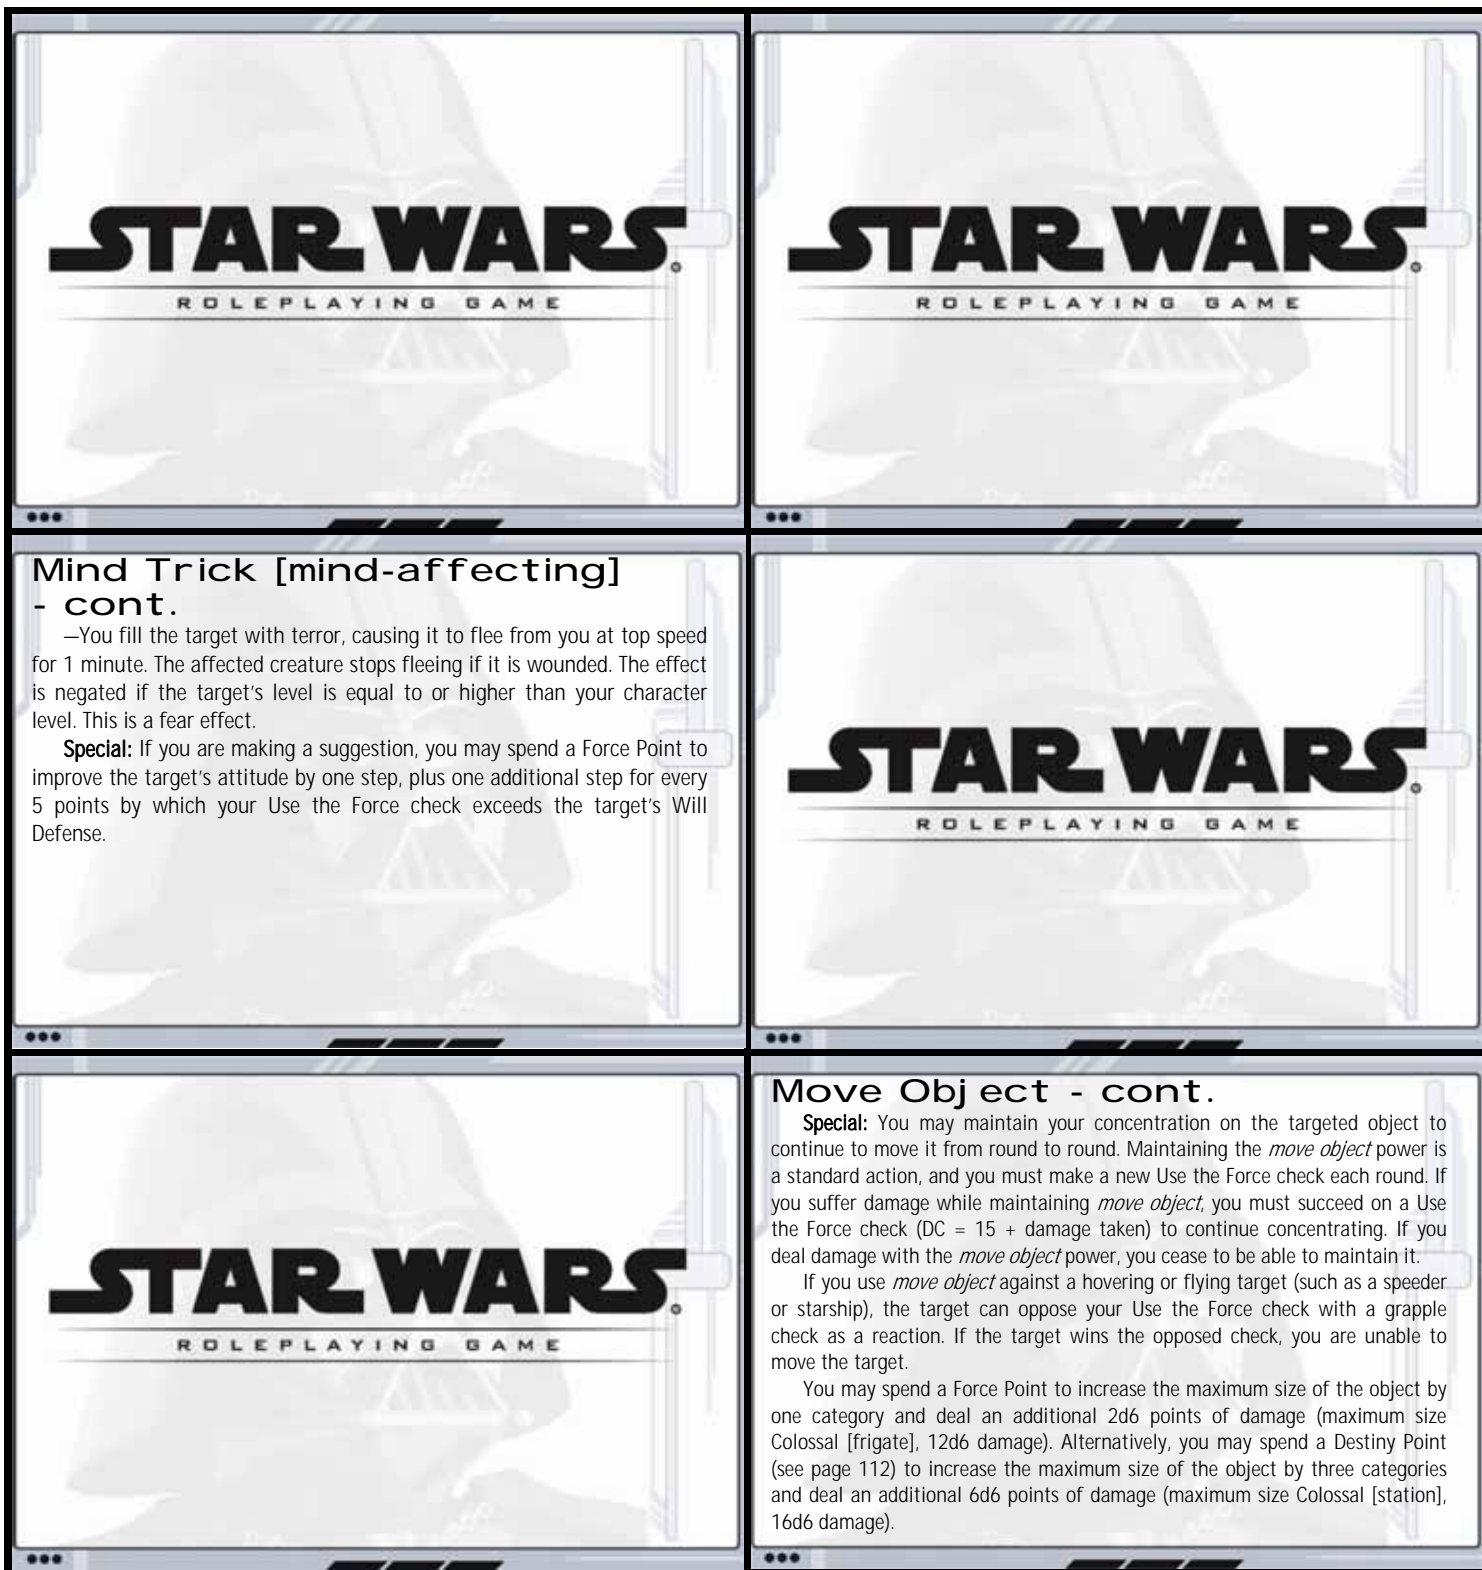 STAR WARS
ROLEPLAYING GAME
STAR WARS
ROLEPLAYING GAME
Mind Trick [mind-affecting]
- cont.
—You fill the target with terror, causing it to flee from you at top speed
for 1 minute. The affected creature stops fleeing if it is wounded. The effect
is negated if the target's level is equal to or higher than your character
level. This is a fear effect.
Special: If you are making a suggestion, you may spend a Force Point to
improve the target's attitude by one step, plus one additional step for every
5 points by which your Use the Force check exceeds the target's Will
Defense.
STAR WARS
ROLEPLAYING GAME
STAR WARS
ROLEPLAYING GAME
Move Object - cont.
Special: You may maintain your concentration on the targeted object to
continue to move it from round to round. Maintaining the move object power is
a standard action, and you must make a new Use the Force check each round. If
you suffer damage while maintaining move object, you must succeed on a Use
the Force check (DC = 15 + damage taken) to continue concentrating. If you
deal damage with the move object power, you cease to be able to maintain it.
If you use move object against a hovering or flying target (such as a speeder
or starship), the target can oppose your Use the Force check with a grapple
check as a reaction. If the target wins the opposed check, you are unable to
move the target.
You may spend a Force Point to increase the maximum size of the object by
one category and deal an additional 2d6 points of damage (maximum size
Colossal [frigate], 12d6 damage). Alternatively, you may spend a Destiny Point
(see page 112) to increase the maximum size of the object by three categories
and deal an additional 6d6 points of damage (maximum size Colossal [station],
16d6 damage).